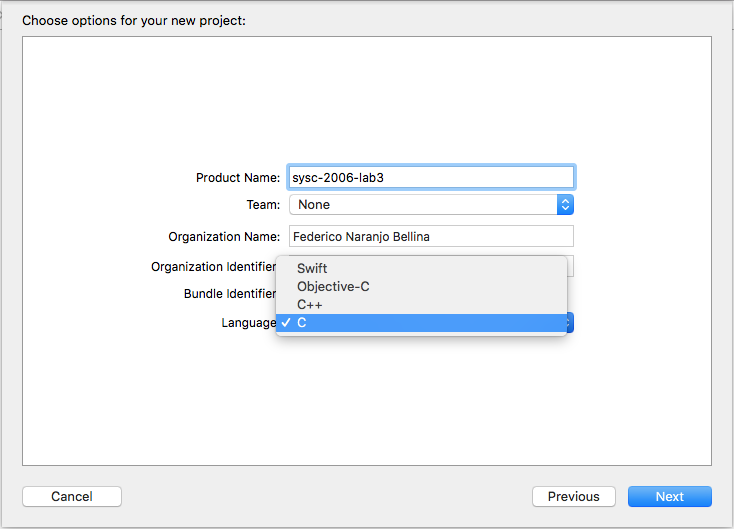 Choose options for your new project:
Product Name: sysc-2006-lab3
Team: None
Organization Name: Federico Naranjo Bellina
Organization Identifier
Swift
Objective-C
Bundle Identifier
C++
Language ✓ C
Cancel Previous Next